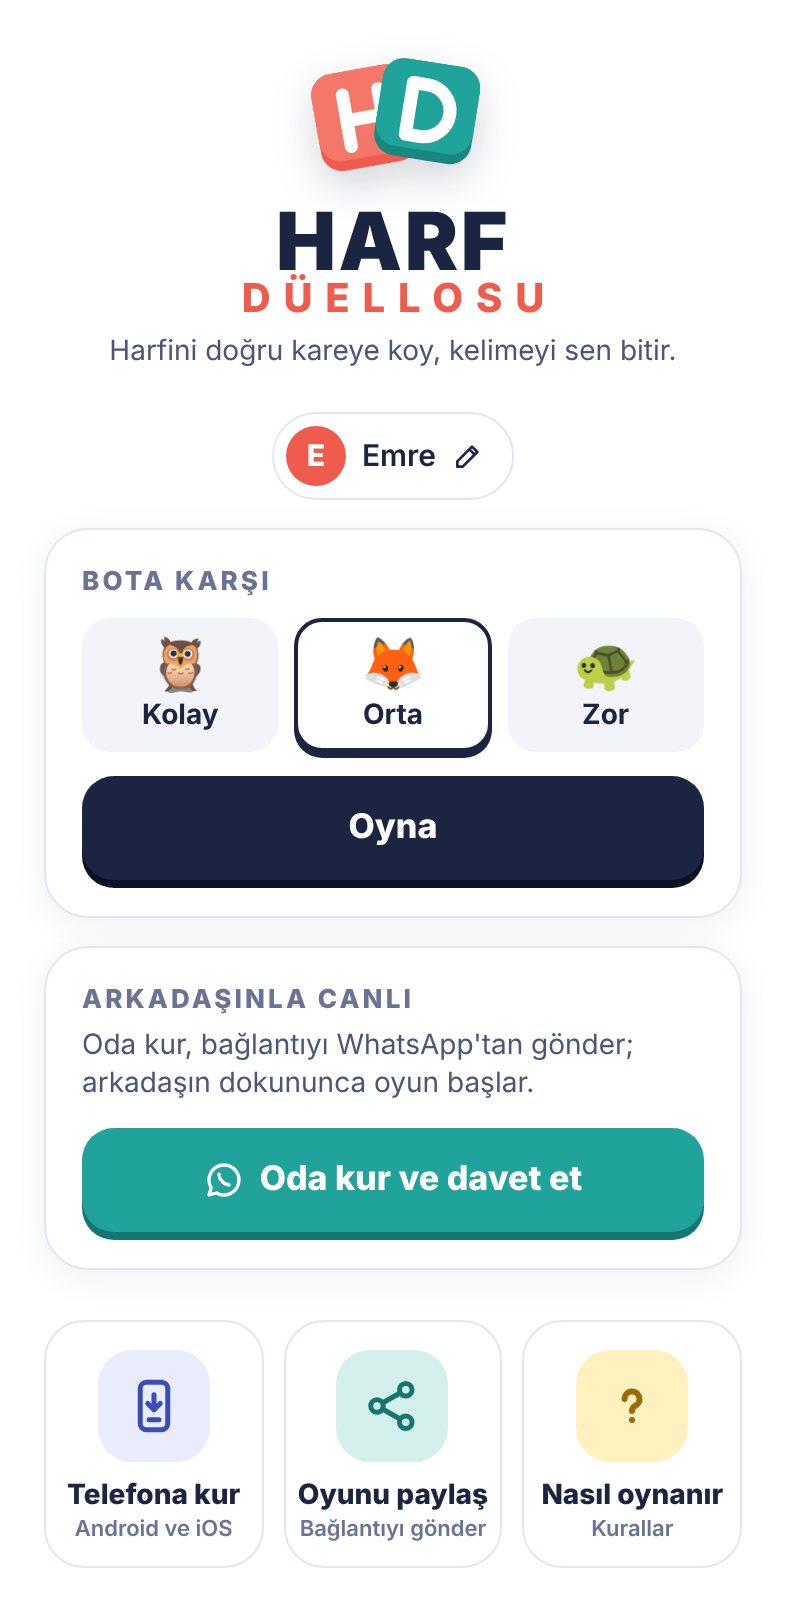 HD
HARF
DÜELLOSU
Harfini doğru kareye koy, kelimeyi sen bitir.
E Emre
BOTA KARŞI
Kolay Orta Zor
Oyna
ARKADAŞINLA CANLI
Oda kur, bağlantıyı WhatsApp'tan gönder;
arkadaşın dokununca oyun başlar.
Oda kur ve davet et
Telefona kur Oyunu paylaş Nasıl oynanır
Android ve iOS Bağlantıyı gönder Kurallar